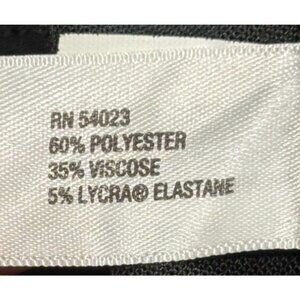 RN 54023
60% POLYESTER
35% VISCOSE
5% LYCRA® ELASTANE